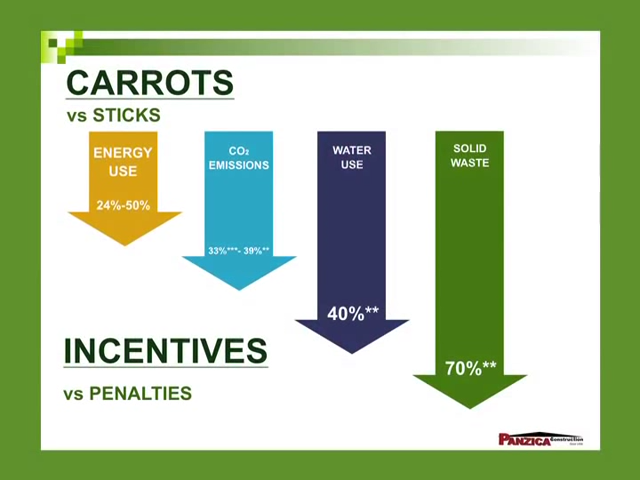 CARROTS
vs STICKS
ENERGY
USE
24%-50%
CO₂
EMISSIONS
33%***- 39%**
WATER
USE
40%**
SOLID
WASTE
70%**
INCENTIVES
vs PENALTIES
PANZICA Construction